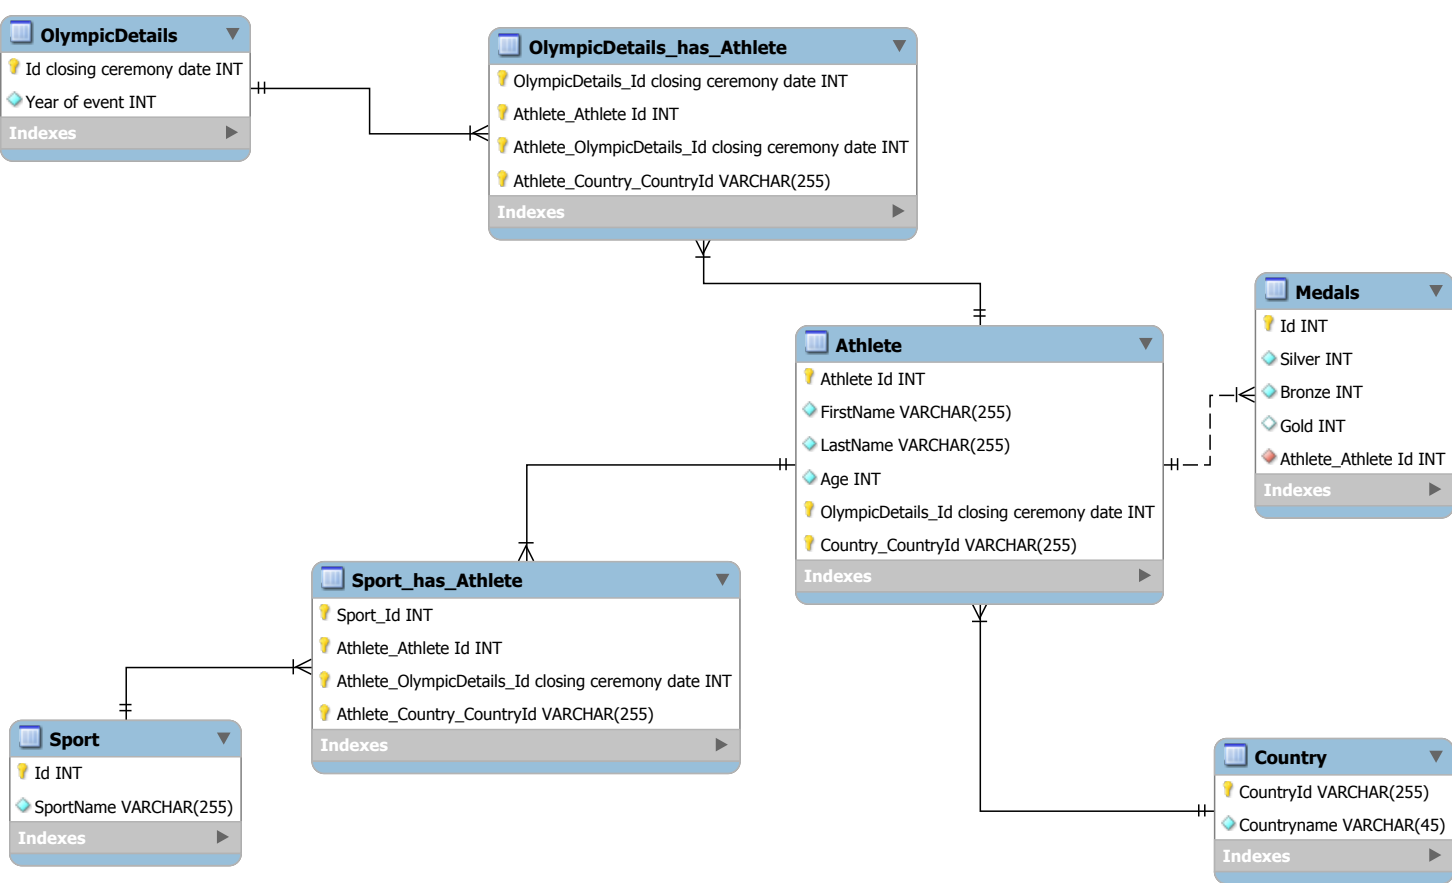 OlympicDetails
Id closing ceremony date INT
Year of event INT
Indexes
OlympicDetails_has_Athlete
OlympicDetails_Id closing ceremony date INT
Athlete_Athlete Id INT
Athlete_OlympicDetails_Id closing ceremony date INT
Athlete_Country_CountryId VARCHAR(255)
Indexes
Medals
Id INT
Silver INT
Bronze INT
Gold INT
Athlete_Athlete Id INT
Indexes
Athlete
Athlete Id INT
FirstName VARCHAR(255)
LastName VARCHAR(255)
Age INT
OlympicDetails_Id closing ceremony date INT
Country_CountryId VARCHAR(255)
Indexes
Sport_has_Athlete
Sport_Id INT
Athlete_Athlete Id INT
Athlete_OlympicDetails_Id closing ceremony date INT
Athlete_Country_CountryId VARCHAR(255)
Indexes
Sport
Id INT
SportName VARCHAR(255)
Indexes
Country
CountryId VARCHAR(255)
Countryname VARCHAR(45)
Indexes